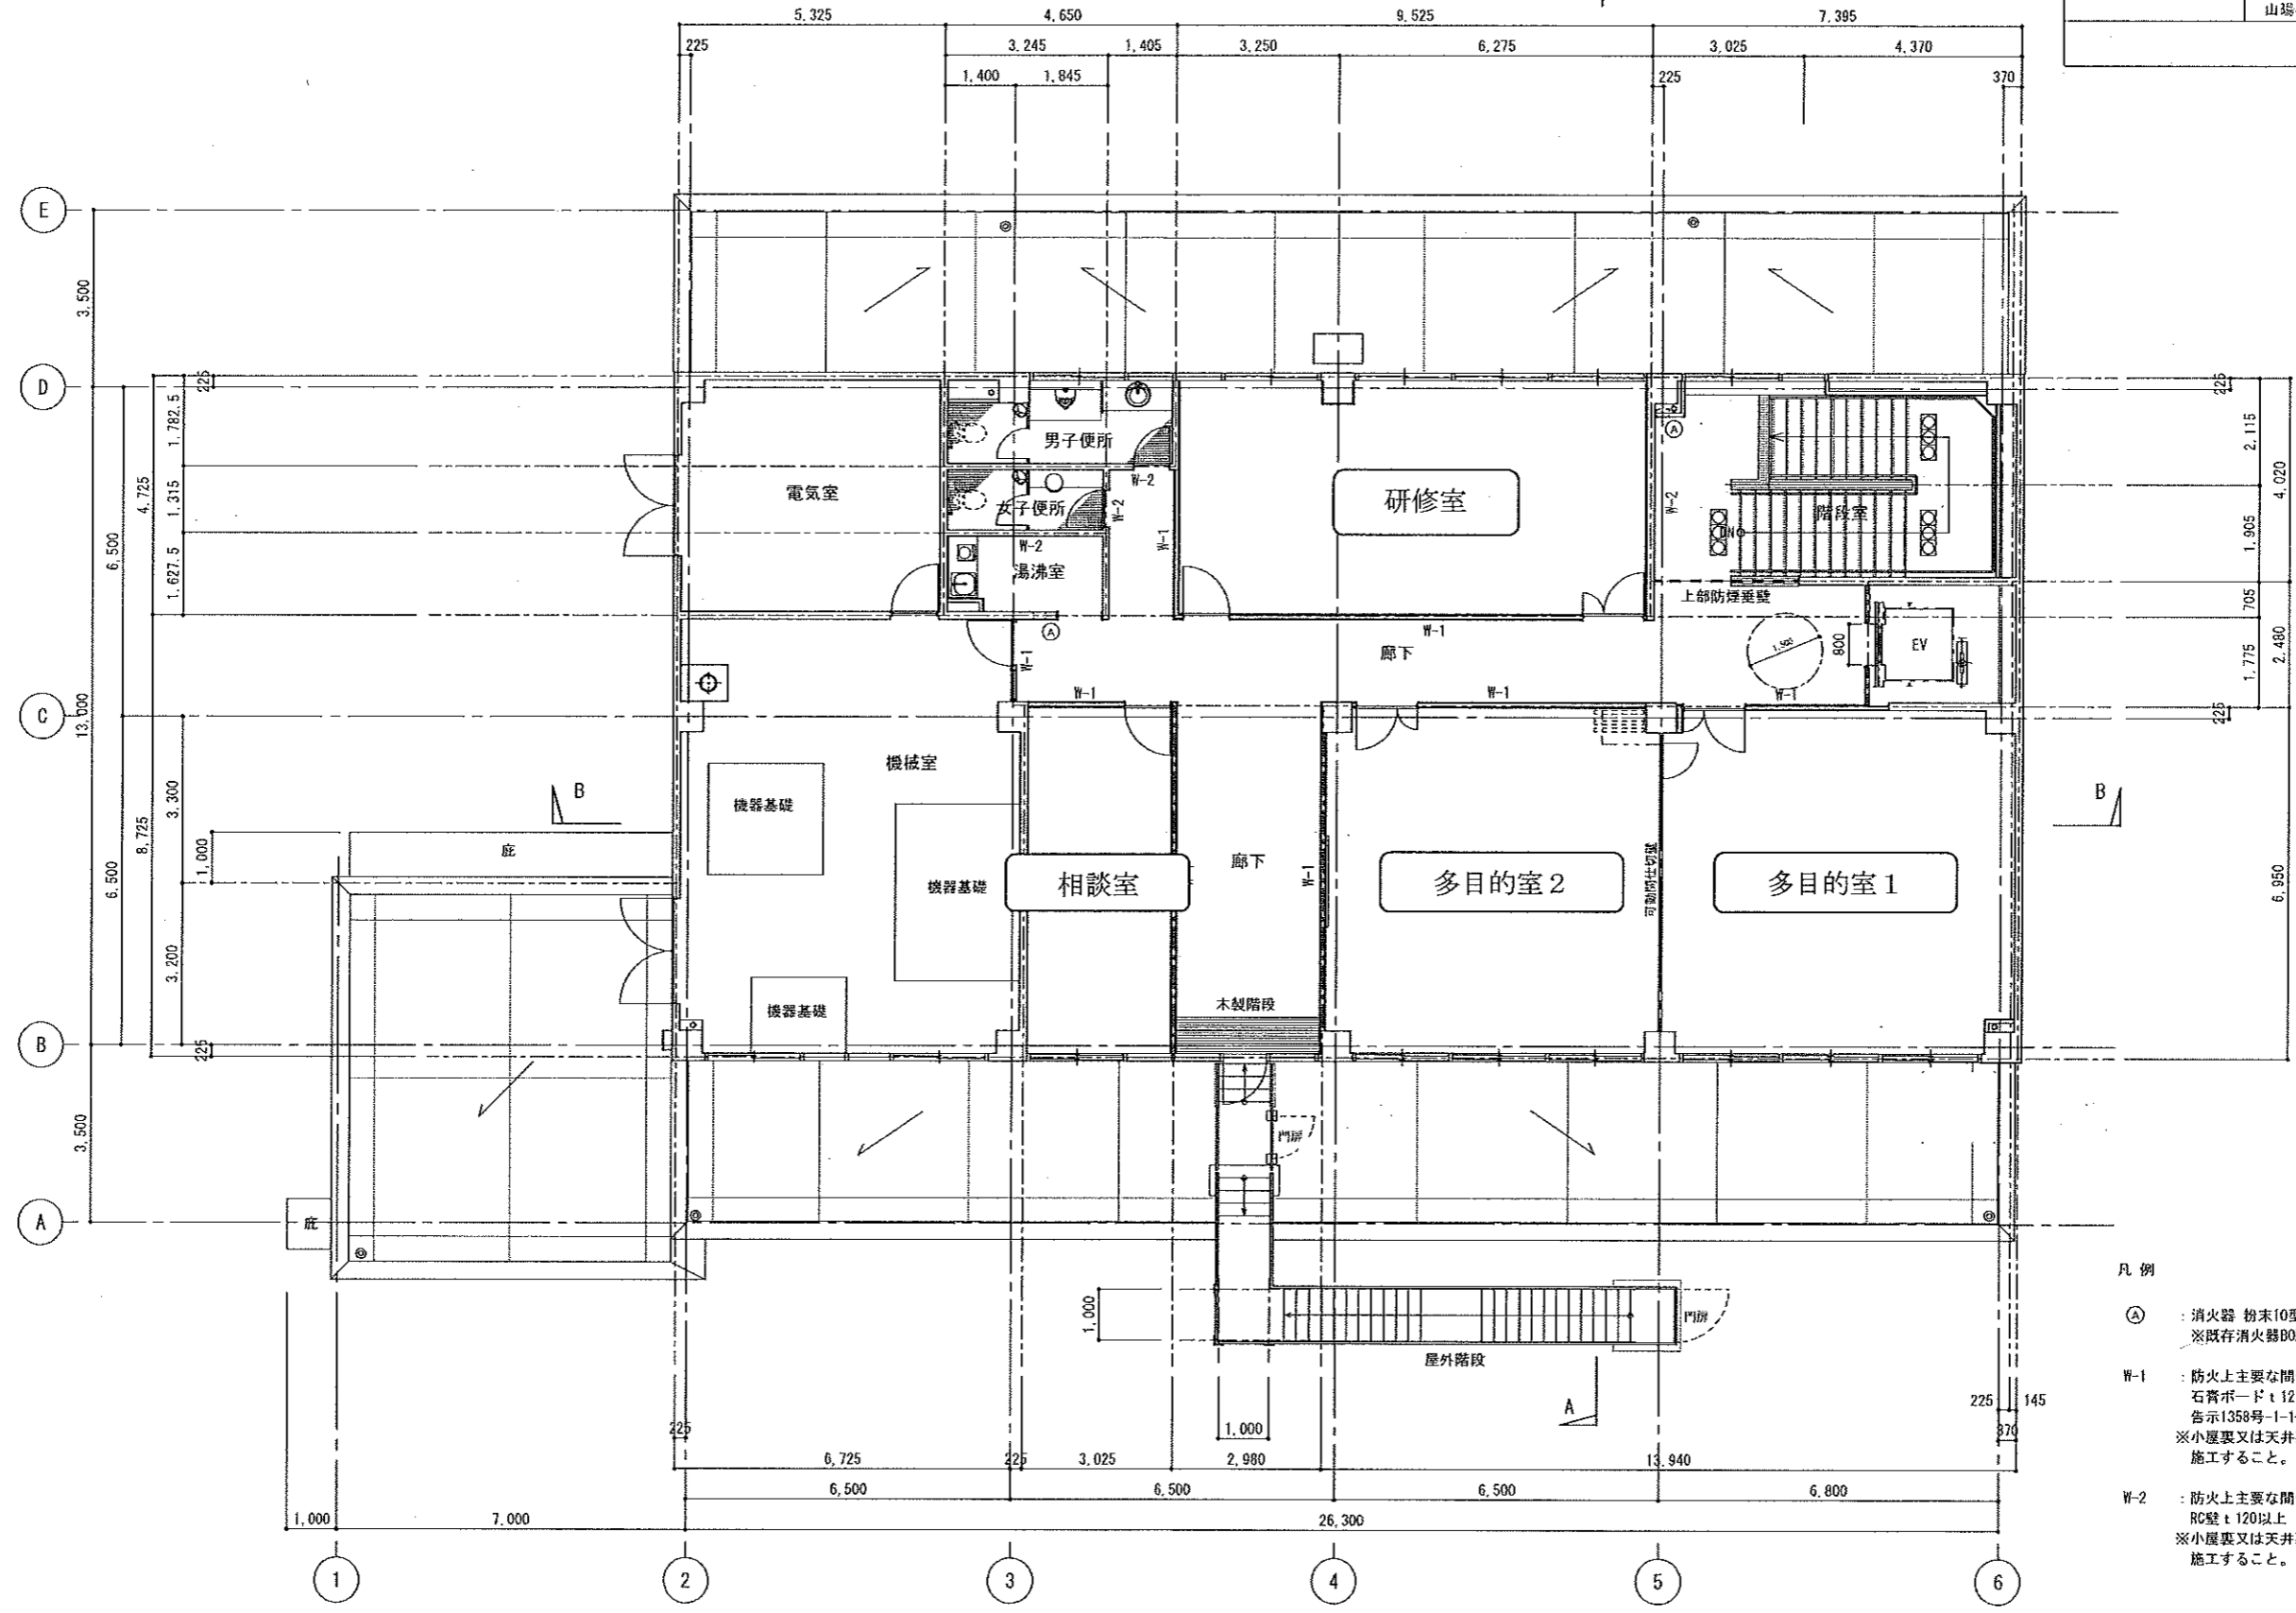 山陽
5,325 4,650 9,525 7,395
225 3,245 1,405 3,250 6,275 3,025 4,370
1,400 1,845 225 370
E
3,500
D
225
225
1,782.5
2,115
男子便所
W-2
4,725
電気室
1,315
研修室
4,020
W-2
W-2
女子便所
階段室
DN
6,500
W-1
W-2
1,905
1,627.5
湯沸室
上部防煙垂壁
705
A
W-1
W-1
廊下
1,500
800
EV
1,775
2,480
W-1
W-1
W-1
C
13,000
225
機械室
3,300
B
機器基礎
B
8,725
1,000
庇
廊下
W-1
可動間仕切壁
6,500
機器基礎
相談室
多目的室2
多目的室1
6,950
3,200
木製階段
機器基礎
B
225
3,500
門扉
A
庇
1,000
門扉
屋外階段
A
凡 例
A :消火器 粉末10型
※既存消火器BO
W-1 :防火上主要な間
石膏ボード t 12
告示1358号-1-1
※小屋裏又は天井
施工すること。
W-2 :防火上主要な間
RC壁 t 120以上
※小屋裏又は天井
施工すること。
225 145
1,000
225 370
6,725 225 3,025 2,980 13,940
6,500 6,500 6,500 6,800
1,000 7,000 26,300
1 2 3 4 5 6